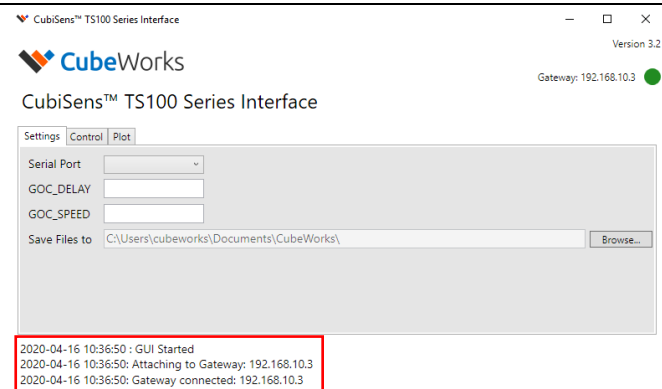 CubiSens™ TS100 Series Interface
Version 3.2
CubeWorks
Gateway: 192.168.10.3
CubiSens™ TS100 Series Interface
Settings Control Plot
Serial Port
GOC_DELAY
GOC_SPEED
Save Files to C:\Users\cubeworks\Documents\CubeWorks\ Browse...
2020-04-16 10:36:50 : GUI Started
2020-04-16 10:36:50: Attaching to Gateway: 192.168.10.3
2020-04-16 10:36:50: Gateway connected: 192.168.10.3